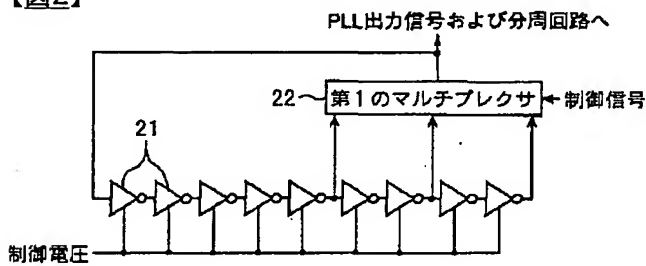 【図2】
PLL出力信号および分周回路へ
22
第1のマルチプレクサ
制御信号
21
制御電圧